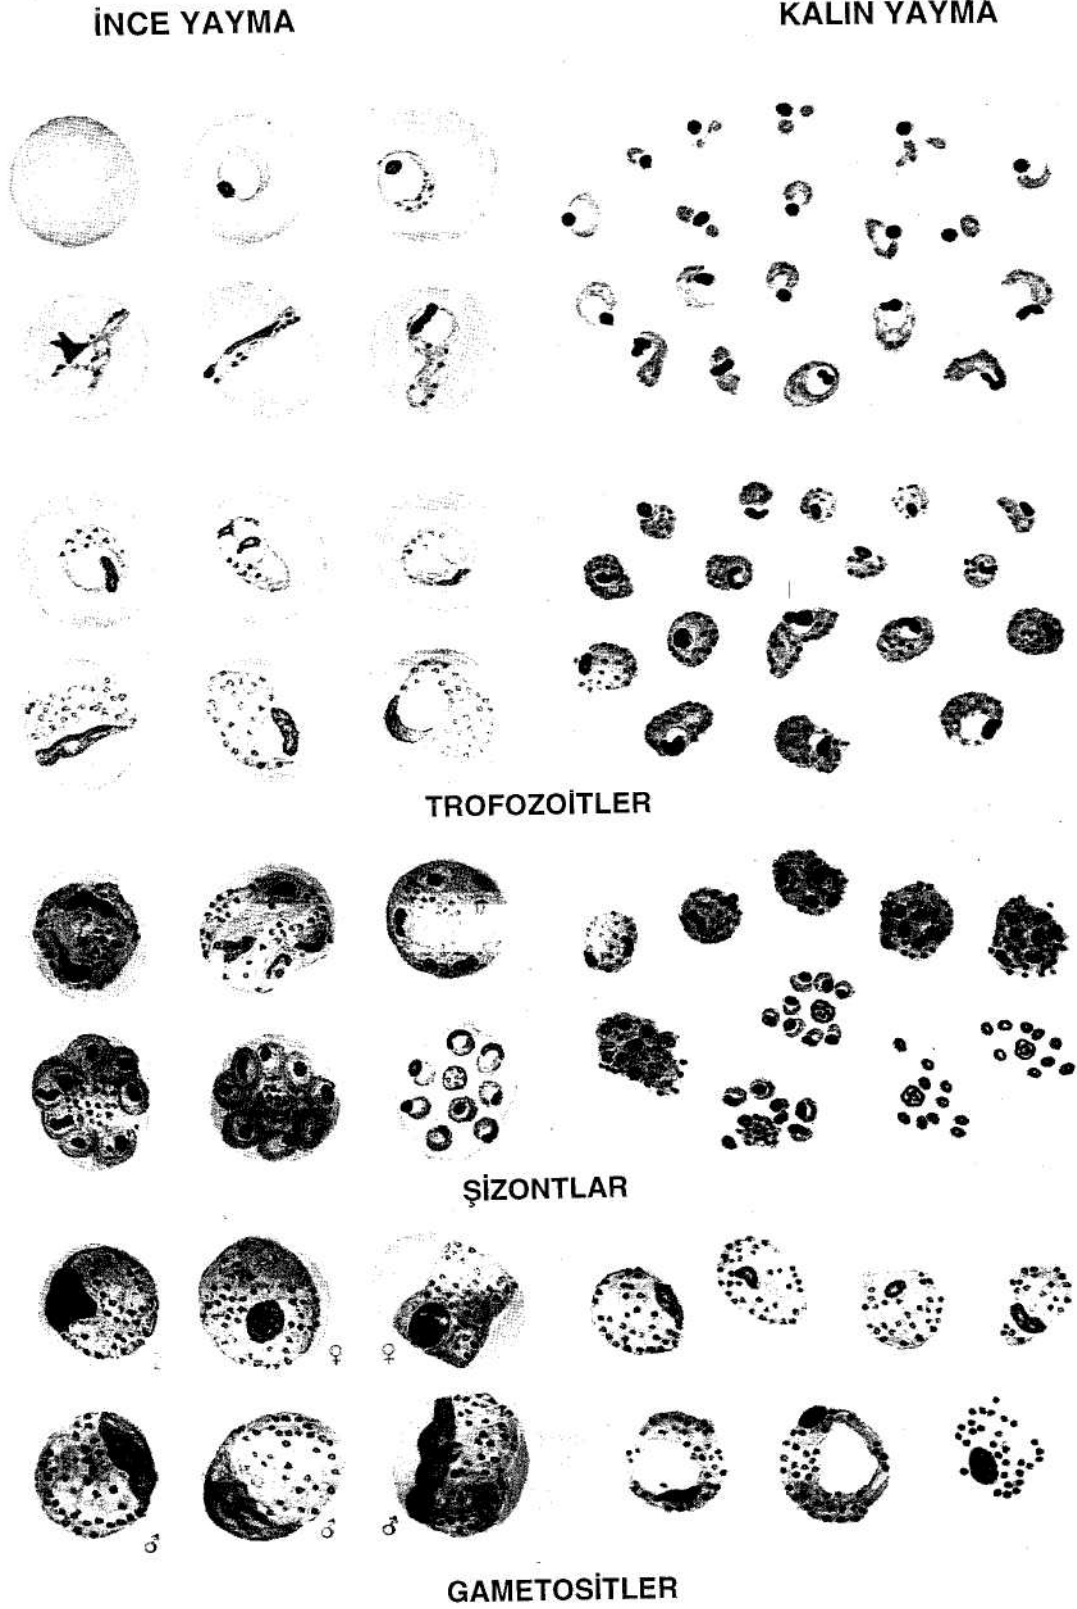 İNCE YAYMA
KALIN YAYMA
TROFOZOİTLER
ŞİZONTLAR
♀ ♀
♂ ♂ ♂
GAMETOSİTLER